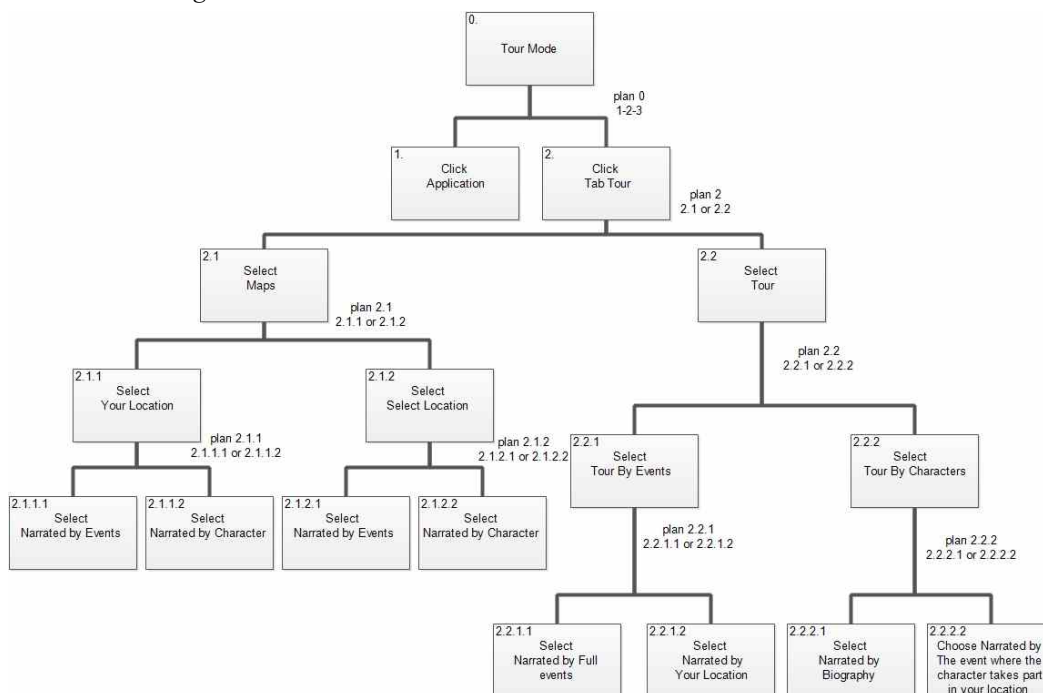 0.
Tour Mode
plan 0
1-2-3
1.
Click
Application
2.
Click
Tab Tour
plan 2
2.1 or 2.2
2.1
Select
Maps
2.2
Select
Tour
plan 2.1
2.1.1 or 2.1.2
plan 2.2
2.2.1 or 2.2.2
2.1.1
Select
Your Location
2.1.2
Select
Select Location
plan 2.1.1
2.1.1.1 or 2.1.1.2
plan 2.1.2
2.1.2.1 or 2.1.2.2
2.2.1
Select
Tour By Events
2.2.2
Select
Tour By Characters
2.1.1.1
Select
Narrated by Events
2.1.1.2
Select
Narrated by Character
2.1.2.1
Select
Narrated by Events
2.1.2.2
Select
Narrated by Character
plan 2.2.1
2.2.1.1 or 2.2.1.2
plan 2.2.2
2.2.2.1 or 2.2.2.2
2.2.1.1
Select
Narrated by Full
events
2.2.1.2
Select
Narrated by
Your Location
2.2.2.1
Select
Narrated by
Biography
2.2.2.2
Choose Narrated by
The event where the
character takes part
in your location